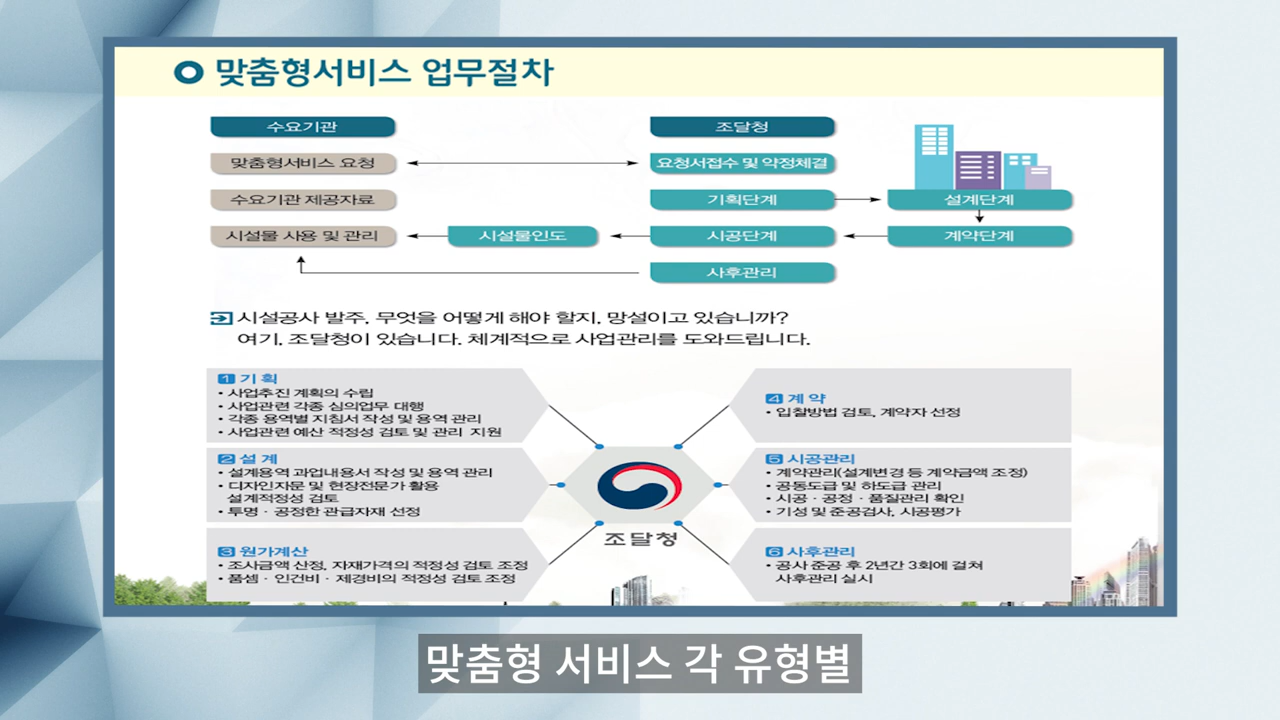 맞춤형서비스 업무절차
수요기관
조달청
맞춤형서비스 요청
요청서접수 및 약정체결
수요기관 제공자료
기획단계
설계단계
시설물 사용 및 관리
시설물인도
시공단계
계약단계
사후관리
시설공사 발주, 무엇을 어떻게 해야 할지, 망설이고 있습니까?
여기, 조달청이 있습니다. 체계적으로 사업관리를 도와드립니다.
1 기 획
• 사업추진 계획의 수립
• 사업관련 각종 심의업무 대행
• 각종 용역별 지침서 작성 및 용역 관리
• 사업관련 예산 적정성 검토 및 관리 지원
2 설 계
• 설계용역 과업내용서 작성 및 용역 관리
• 디자인자문 및 현장전문가 활용
설계적정성 검토
• 투명 · 공정한 관급자재 선정
3 원가계산
• 조사금액 산정, 자재가격의 적정성 검토 조정
• 품셈 · 인건비 · 제경비의 적정성 검토 조정
조달청
4 계 약
• 입찰방법 검토, 계약자 선정
5 시공관리
• 계약관리(설계변경 등 계약금액 조정)
• 공동도급 및 하도급 관리
• 시공 · 공정 · 품질관리 확인
• 기성 및 준공검사, 시공평가
6 사후관리
• 공사 준공 후 2년간 3회에 걸쳐
사후관리 실시
맞춤형 서비스 각 유형별